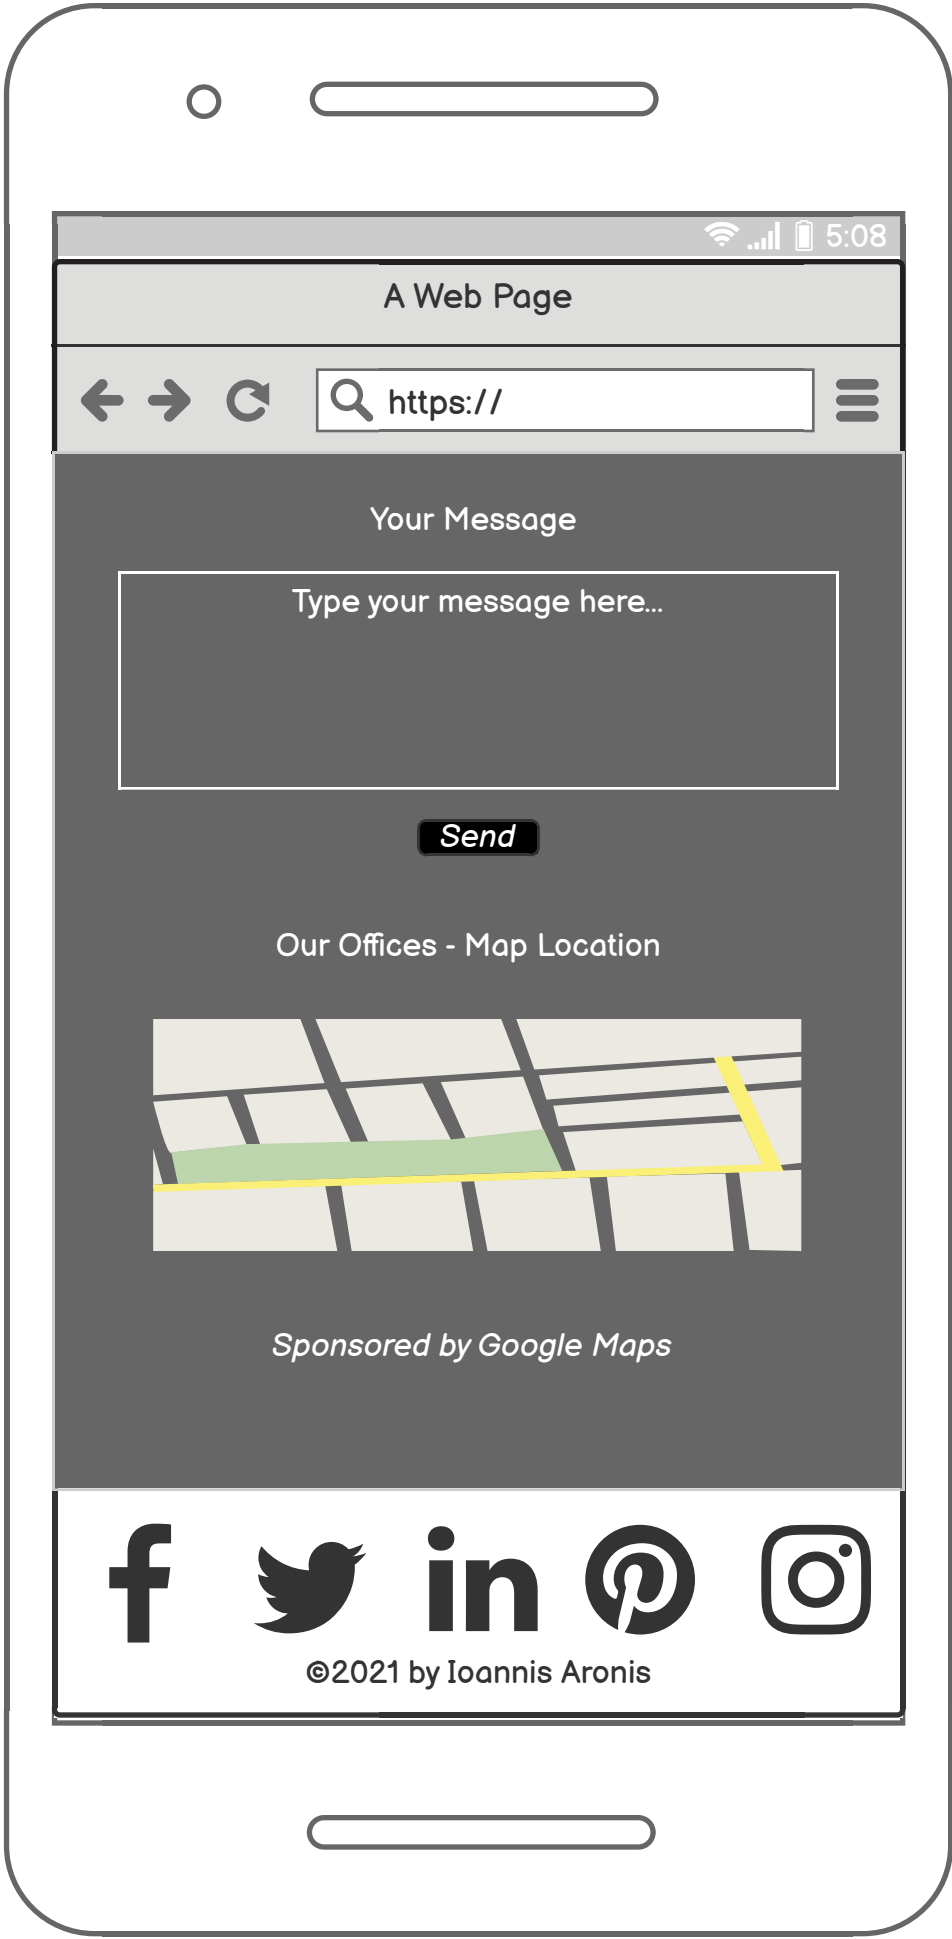 5:08
A Web Page
https://
Your Message
Type your message here...
Send
Our Offices - Map Location
Sponsored by Google Maps
©2021 by Ioannis Aronis